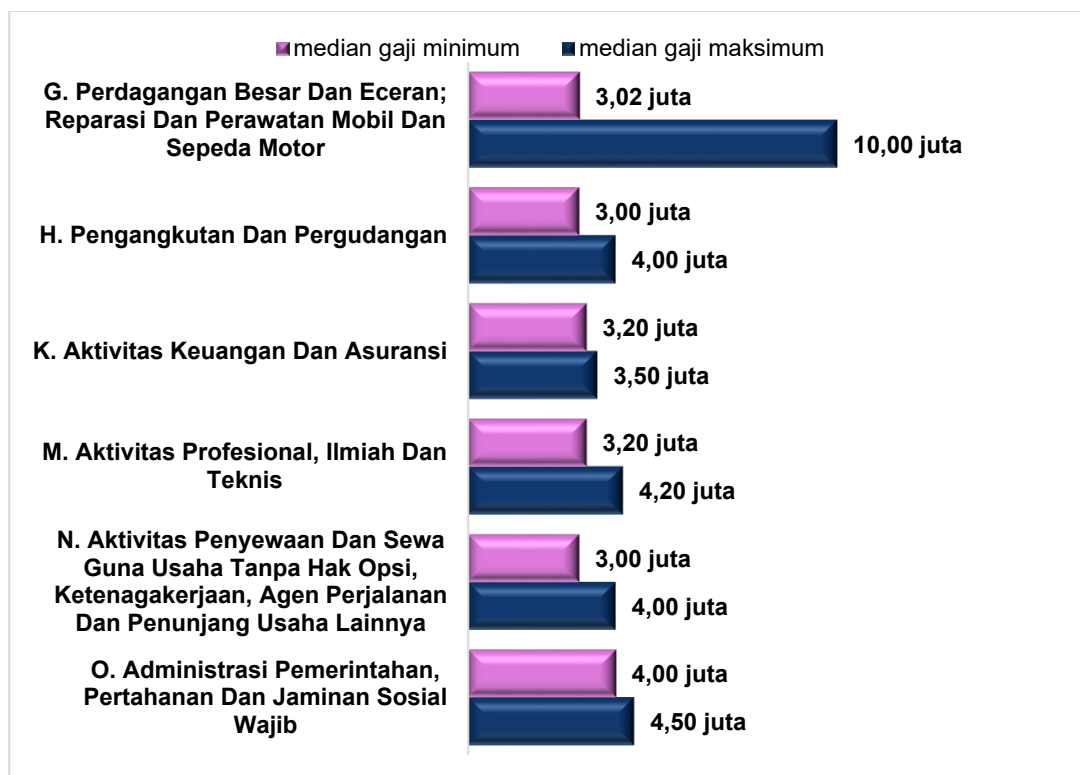 median gaji minimum median gaji maksimum
G. Perdagangan Besar Dan Eceran;
Reparasi Dan Perawatan Mobil Dan
Sepeda Motor
3,02 juta
10,00 juta
H. Pengangkutan Dan Pergudangan
3,00 juta
4,00 juta
K. Aktivitas Keuangan Dan Asuransi
3,20 juta
3,50 juta
M. Aktivitas Profesional, Ilmiah Dan
Teknis
3,20 juta
4,20 juta
N. Aktivitas Penyewaan Dan Sewa
Guna Usaha Tanpa Hak Opsi,
Ketenagakerjaan, Agen Perjalanan
Dan Penunjang Usaha Lainnya
3,00 juta
4,00 juta
O. Administrasi Pemerintahan,
Pertahanan Dan Jaminan Sosial
Wajib
4,00 juta
4,50 juta